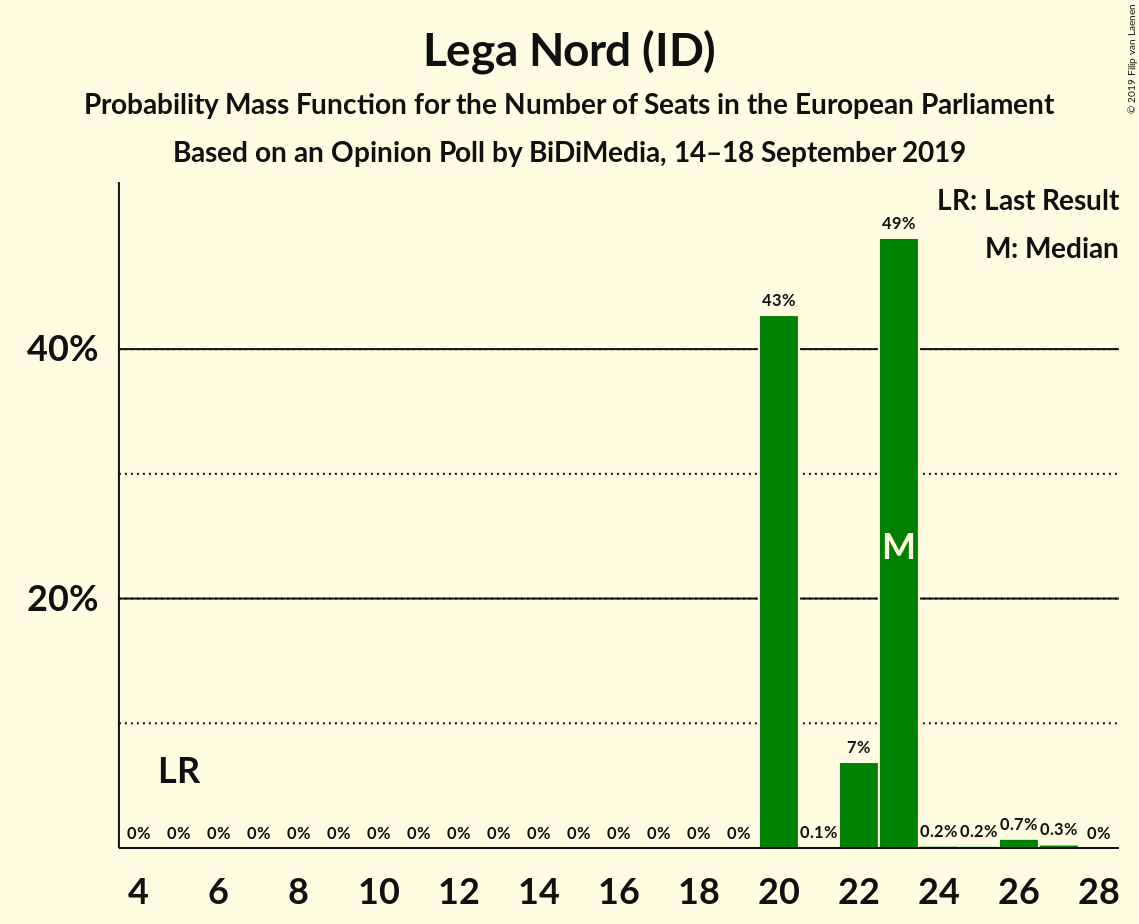 Lega Nord (ID)
Probability Mass Function for the Number of Seats in the European Parliament
Based on an Opinion Poll by BiDiMedia, 14–18 September 2019
© 2019 Filip van Laenen
LR: Last Result
M: Median
49%
43%
40%
M
20%
7%
LR
0% 0% 0% 0% 0% 0% 0% 0% 0% 0% 0% 0% 0% 0% 0% 0% 0.1% 0.2% 0.2% 0.7% 0.3% 0%
4 6 8 10 12 14 16 18 20 22 24 26 28